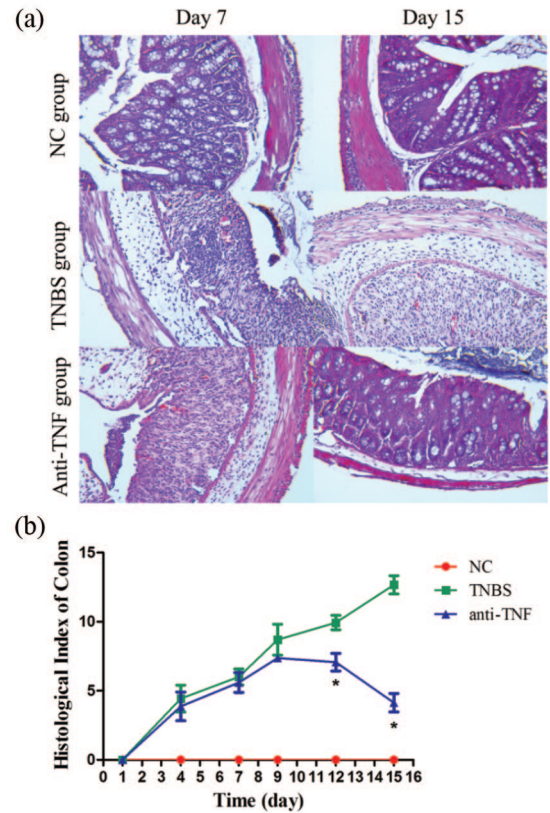 (a)
Day 7 Day 15
NC group
TNBS group
Anti-TNF group
(b)
Histological Index of Colon
15
10
5
0
0 1 2 3 4 5 6 7 8 9 10 11 12 13 14 15 16
Time (day)
NC
TNBS
anti-TNF
*
*